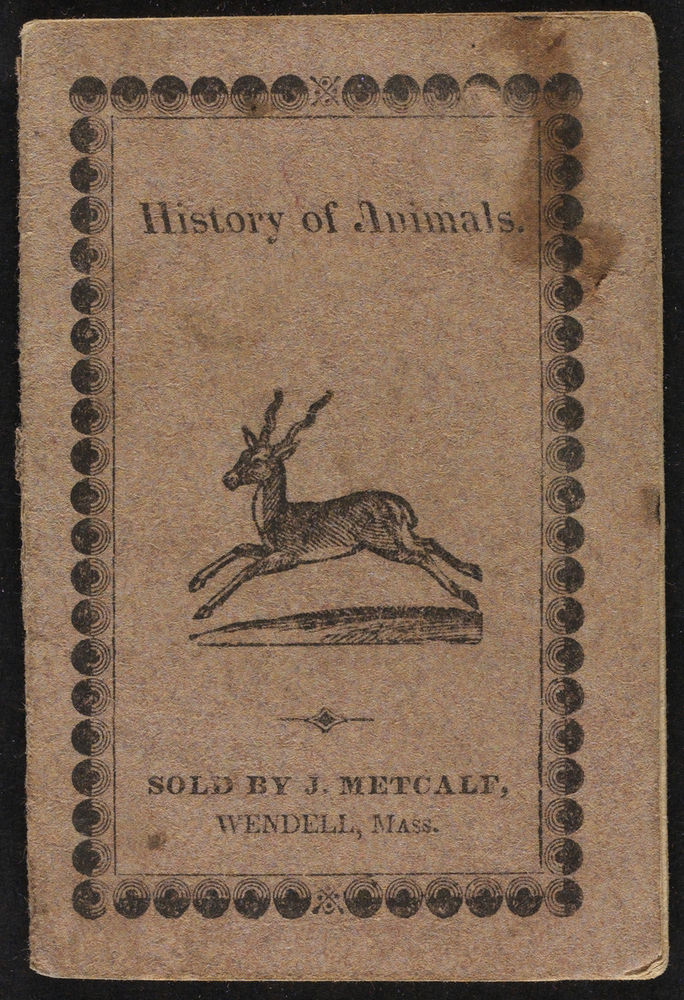 History of Animals.
SOLD BY J. METCALF,
WENDELL, MASS.